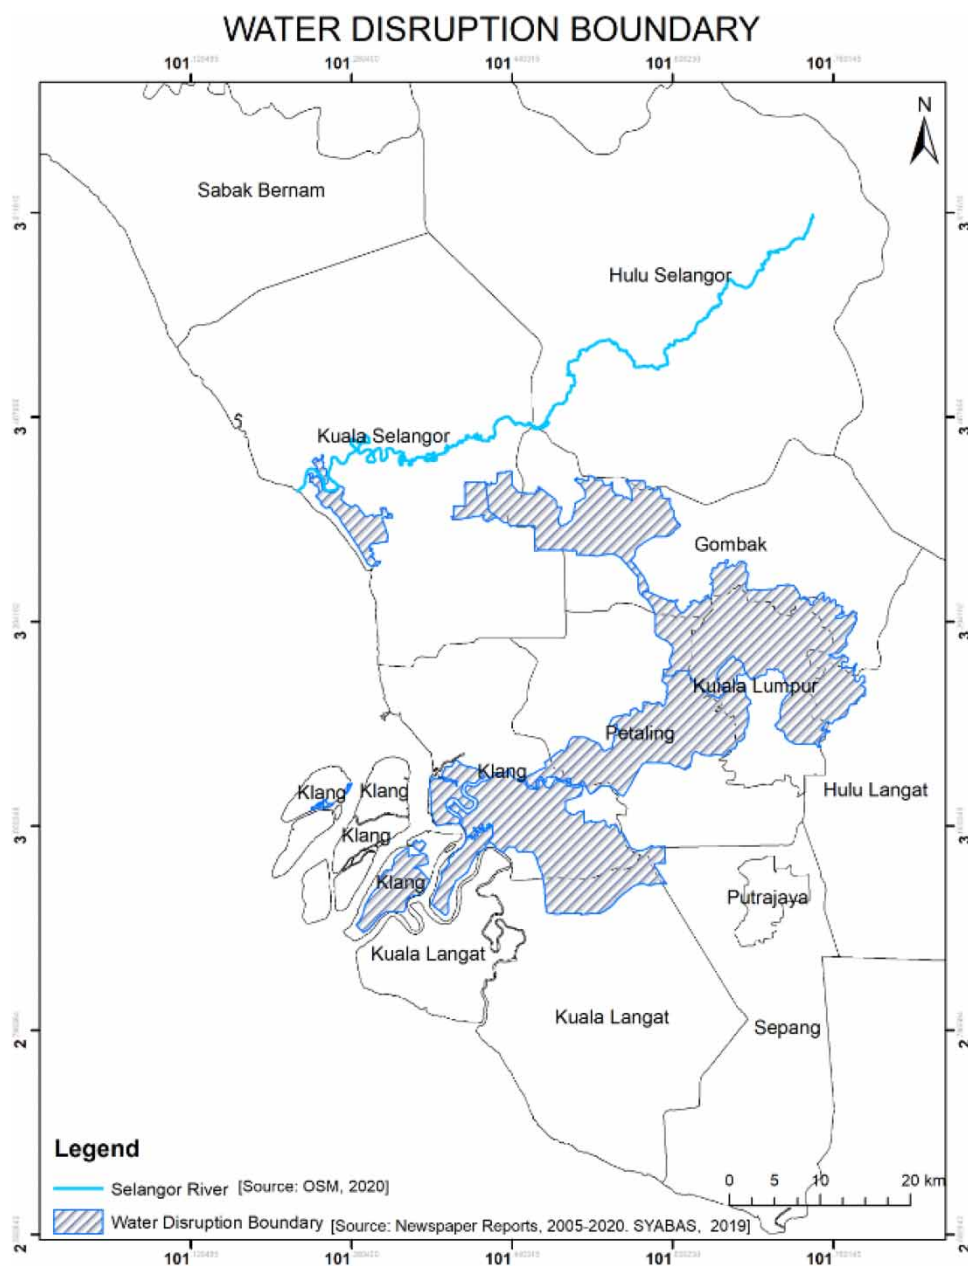 WATER DISRUPTION BOUNDARY
101 101 101 101 101
N
Sabak Bernam
3 3
Hulu Selangor
3 3
Kuala Selangor
Gombak
3 3
Kuala Lumpur
Petaling
Klang
Klang Klang
Hulu Langat
3 3
Klang
Klang
Putrajaya
Kuala Langat
Kuala Langat
Sepang
2 2
Legend
Selangor River [Source: OSM, 2020]
0 5 10 20 km
Water Disruption Boundary [Source: Newspaper Reports, 2005-2020. SYABAS, 2019]
2 2
101 101 101 101 101